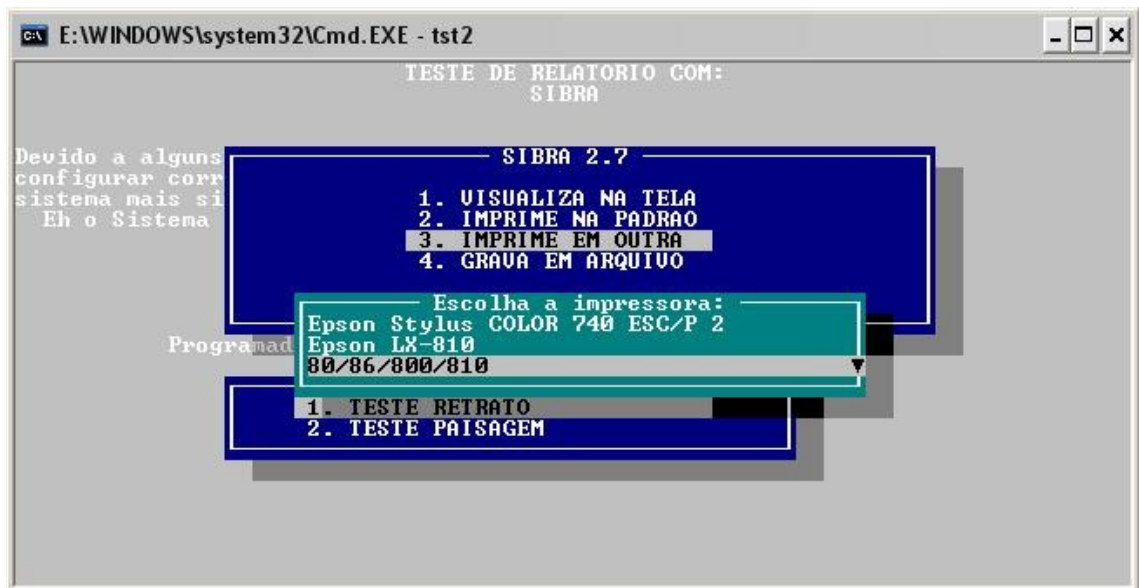 E:\WINDOWS\system32\Cmd.EXE - tst2
TESTE DE RELATORIO COM:
SIBRA
Devido a alguns
configurar corr
sistema mais si
Eh o Sistema
SIBRA 2.7
1. VISUALIZA NA TELA
2. IMPRIME NA PADRAO
3. IMPRIME EM OUTRA
4. GRAVA EM ARQUIVO
Escolha a impressora:
Epson Stylus COLOR 740 ESC/P 2
Epson LX-810
80/86/800/810
Programad
1. TESTE RETRATO
2. TESTE PAISAGEM